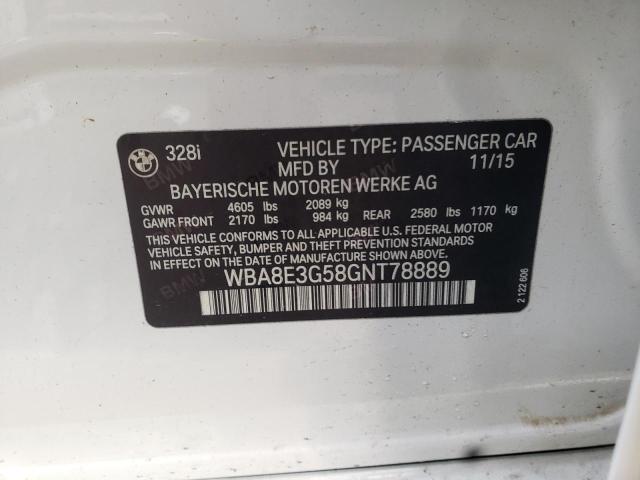 328i VEHICLE TYPE: PASSENGER CAR
MFD BY 11/15
BAYERISCHE MOTOREN WERKE AG
GVWR 4605 lbs 2089 kg
GAWR FRONT 2170 lbs 984 kg REAR 2580 lbs 1170 kg
THIS VEHICLE CONFORMS TO ALL APPLICABLE U.S. FEDERAL MOTOR
VEHICLE SAFETY, BUMPER, AND THEFT PREVENTION STANDARDS
IN EFFECT ON THE DATE OF MANUFACTURE SHOWN ABOVE.
WBA8E3G58GNT78889
2 122 606